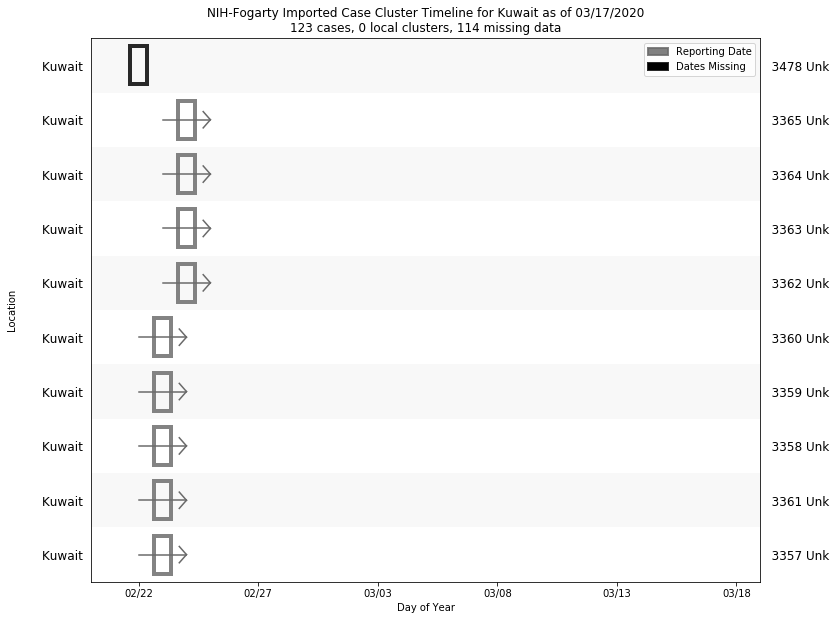 NIH-Fogarty Imported Case Cluster Timeline for Kuwait as of 03/17/2020
123 cases, 0 local clusters, 114 missing data
Reporting Date
Dates Missing
Kuwait 3478 Unk
Kuwait 3365 Unk
Kuwait 3364 Unk
Kuwait 3363 Unk
Kuwait 3362 Unk
Kuwait 3360 Unk
Kuwait 3359 Unk
Kuwait 3358 Unk
Kuwait 3361 Unk
Kuwait 3357 Unk
Location
02/22 02/27 03/03 03/08 03/13 03/18
Day of Year